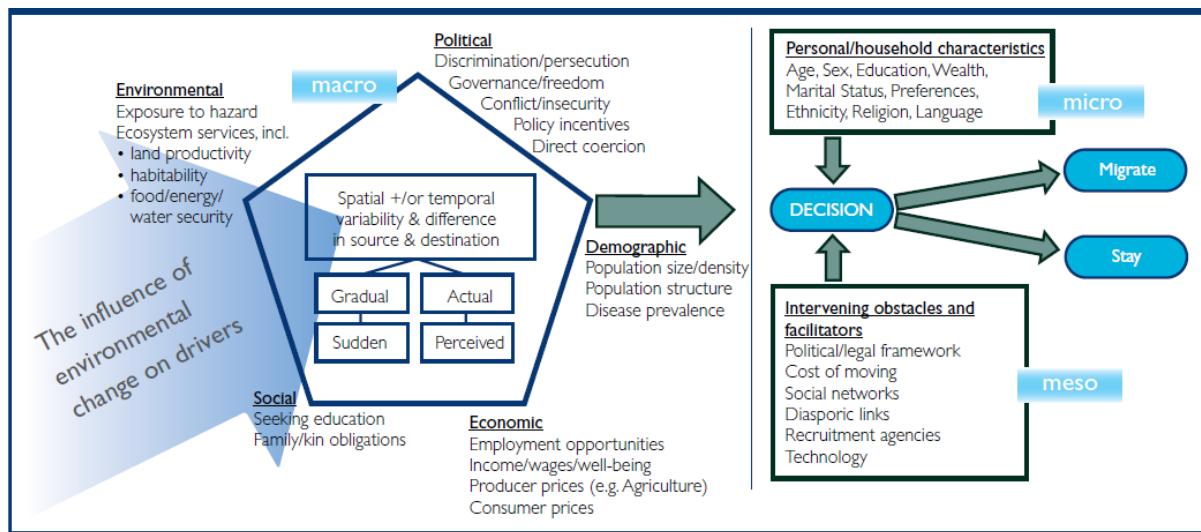 Political
Discrimination/persecution
Governance/freedom
Conflict/insecurity
Policy incentives
Direct coercion
macro
Environmental
Exposure to hazard
Ecosystem services, incl.
• land productivity
• habitability
• food/energy/
water security
The influence of
environmental
change on drivers
Spatial +/or temporal
variability & difference
in source & destination
Gradual
Actual
Sudden
Perceived
Demographic
Population size/density
Population structure
Disease prevalence
Social
Seeking education
Family/kin obligations
Economic
Employment opportunities
Income/wages/well-being
Producer prices (e.g. Agriculture)
Consumer prices
Personal/household characteristics
Age, Sex, Education, Wealth,
Marital Status, Preferences,
Ethnicity, Religion, Language
micro
DECISION
Migrate
Stay
Intervening obstacles and
facilitators
Political/legal framework
Cost of moving
Social networks
Diasporic links
Recruitment agencies
Technology
meso